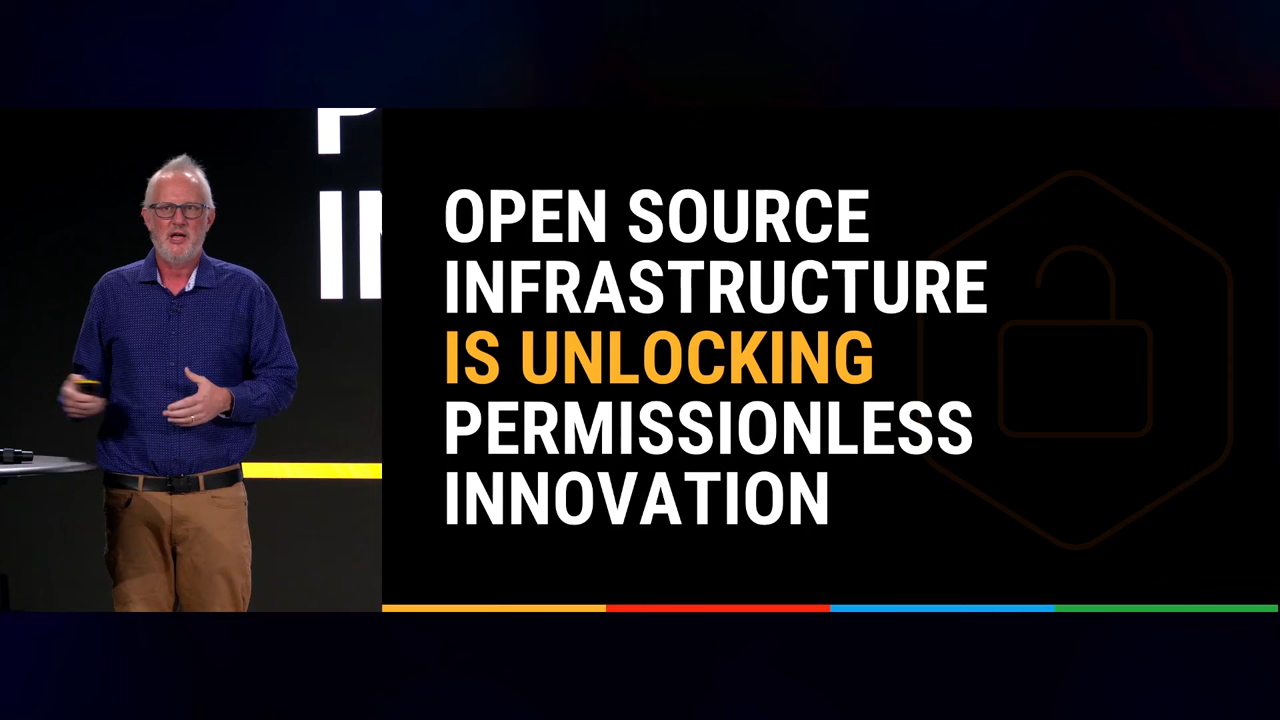 OPEN SOURCE
INFRASTRUCTURE
IS UNLOCKING
PERMISSIONLESS
INNOVATION